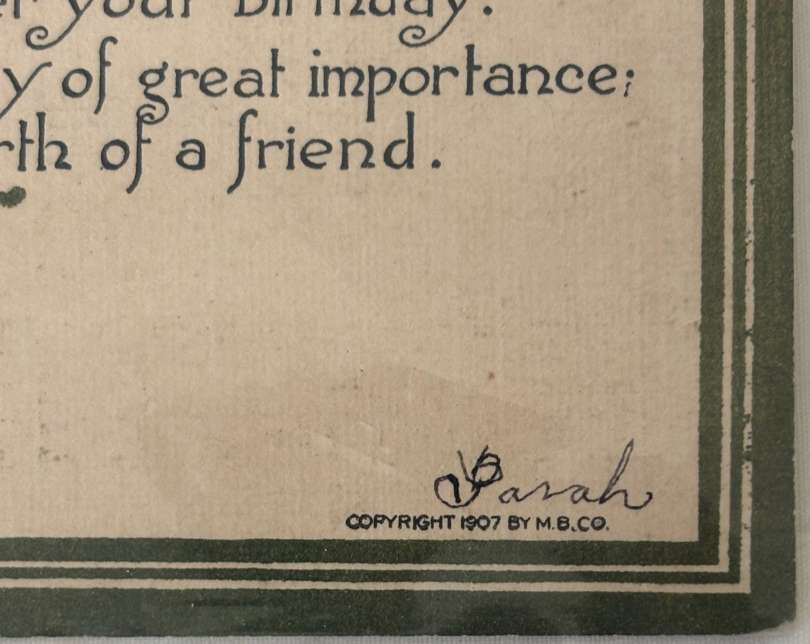 your Birthday.
y of great importance;
rth of a friend.
Sarah
COPYRIGHT 1907 BY M.B.CO.